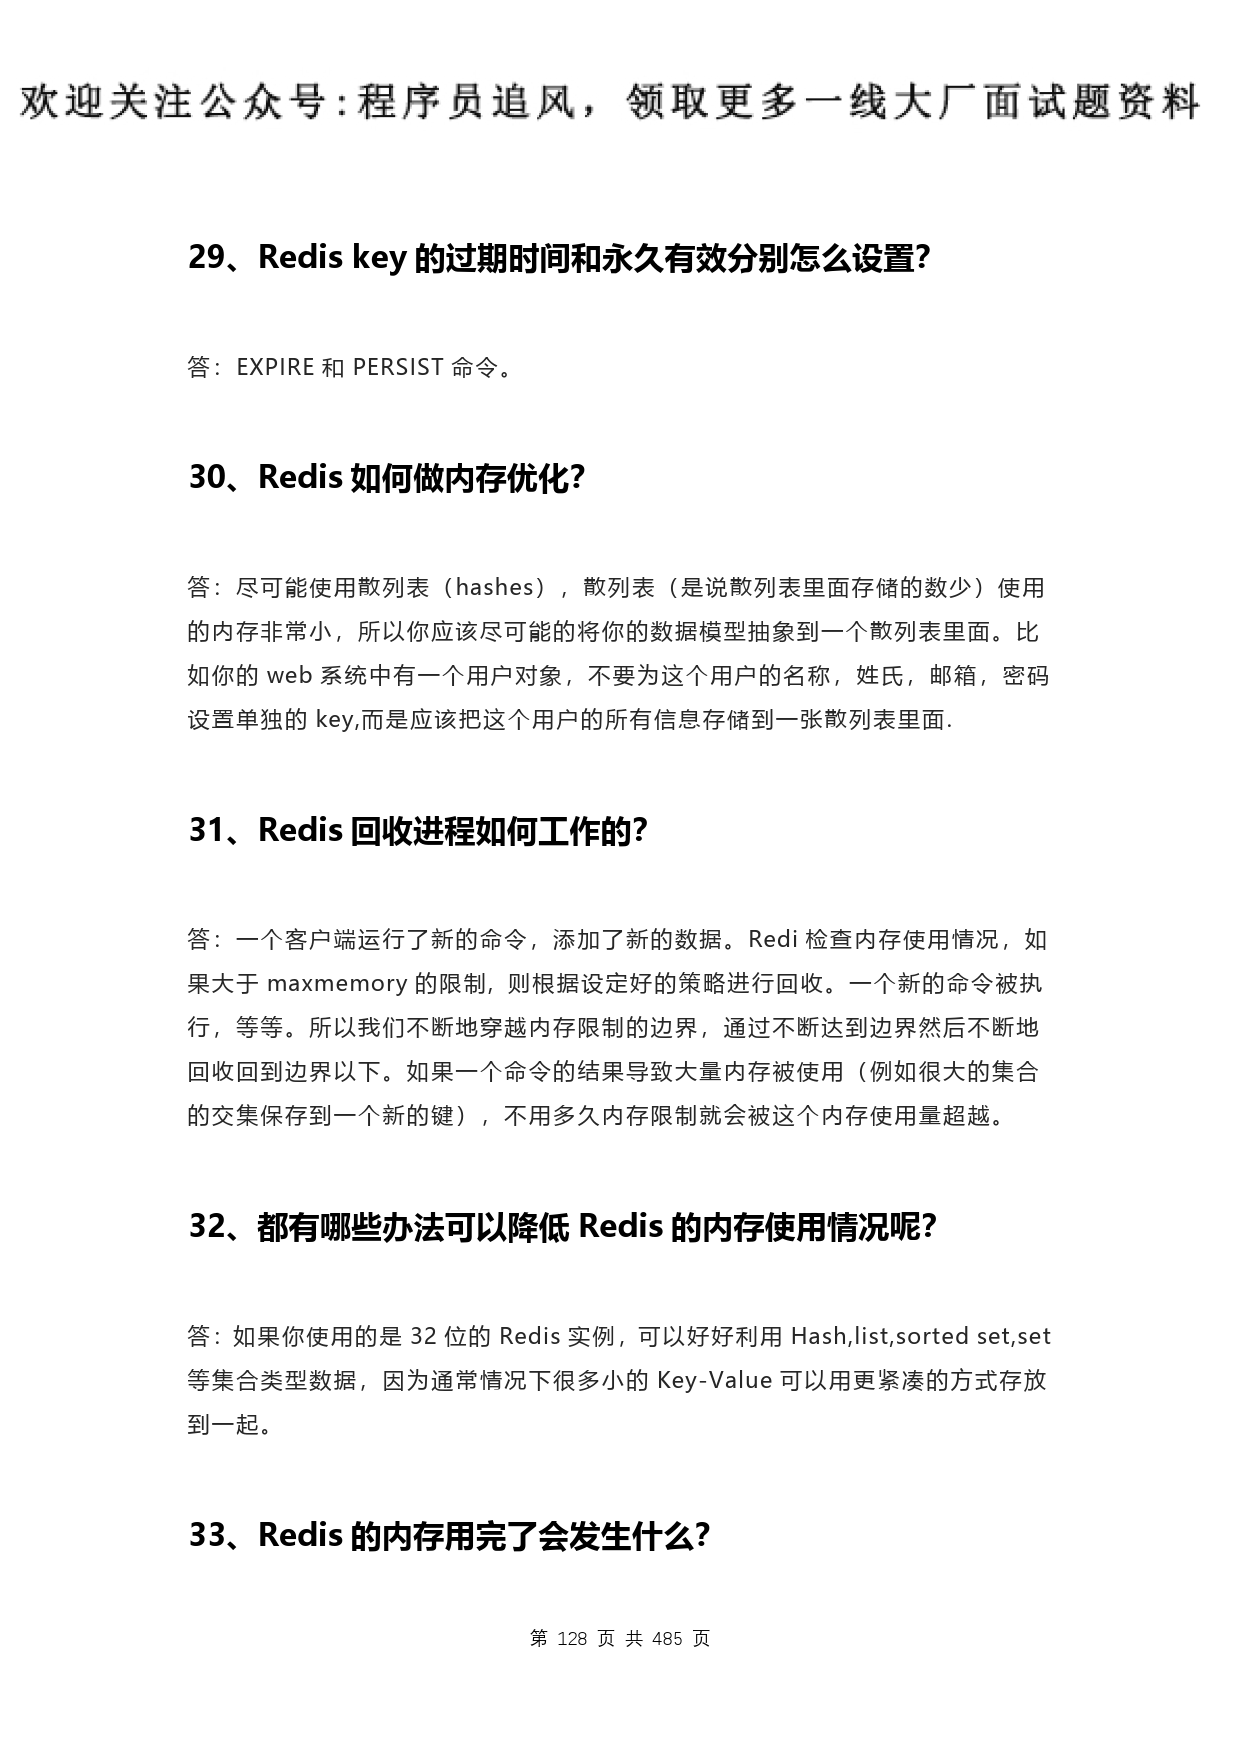 欢迎关注公众号:程序员追风，领取更多一线大厂面试题资料
29、Redis key 的过期时间和永久有效分别怎么设置？
答：EXPIRE 和 PERSIST 命令。
30、Redis 如何做内存优化？
答：尽可能使用散列表（hashes），散列表（是说散列表里面存储的数少）使用
的内存非常小，所以你应该尽可能的将你的数据模型抽象到一个散列表里面。比
如你的 web 系统中有一个用户对象，不要为这个用户的名称，姓氏，邮箱，密码
设置单独的 key,而是应该把这个用户的所有信息存储到一张散列表里面.
31、Redis 回收进程如何工作的？
答：一个客户端运行了新的命令，添加了新的数据。Redi 检查内存使用情况，如
果大于 maxmemory 的限制, 则根据设定好的策略进行回收。一个新的命令被执
行，等等。所以我们不断地穿越内存限制的边界，通过不断达到边界然后不断地
回收回到边界以下。如果一个命令的结果导致大量内存被使用（例如很大的集合
的交集保存到一个新的键），不用多久内存限制就会被这个内存使用量超越。
32、都有哪些办法可以降低 Redis 的内存使用情况呢？
答：如果你使用的是 32 位的 Redis 实例，可以好好利用 Hash,list,sorted set,set
等集合类型数据，因为通常情况下很多小的 Key-Value 可以用更紧凑的方式存放
到一起。
33、Redis 的内存用完了会发生什么？
第 128 页 共 485 页